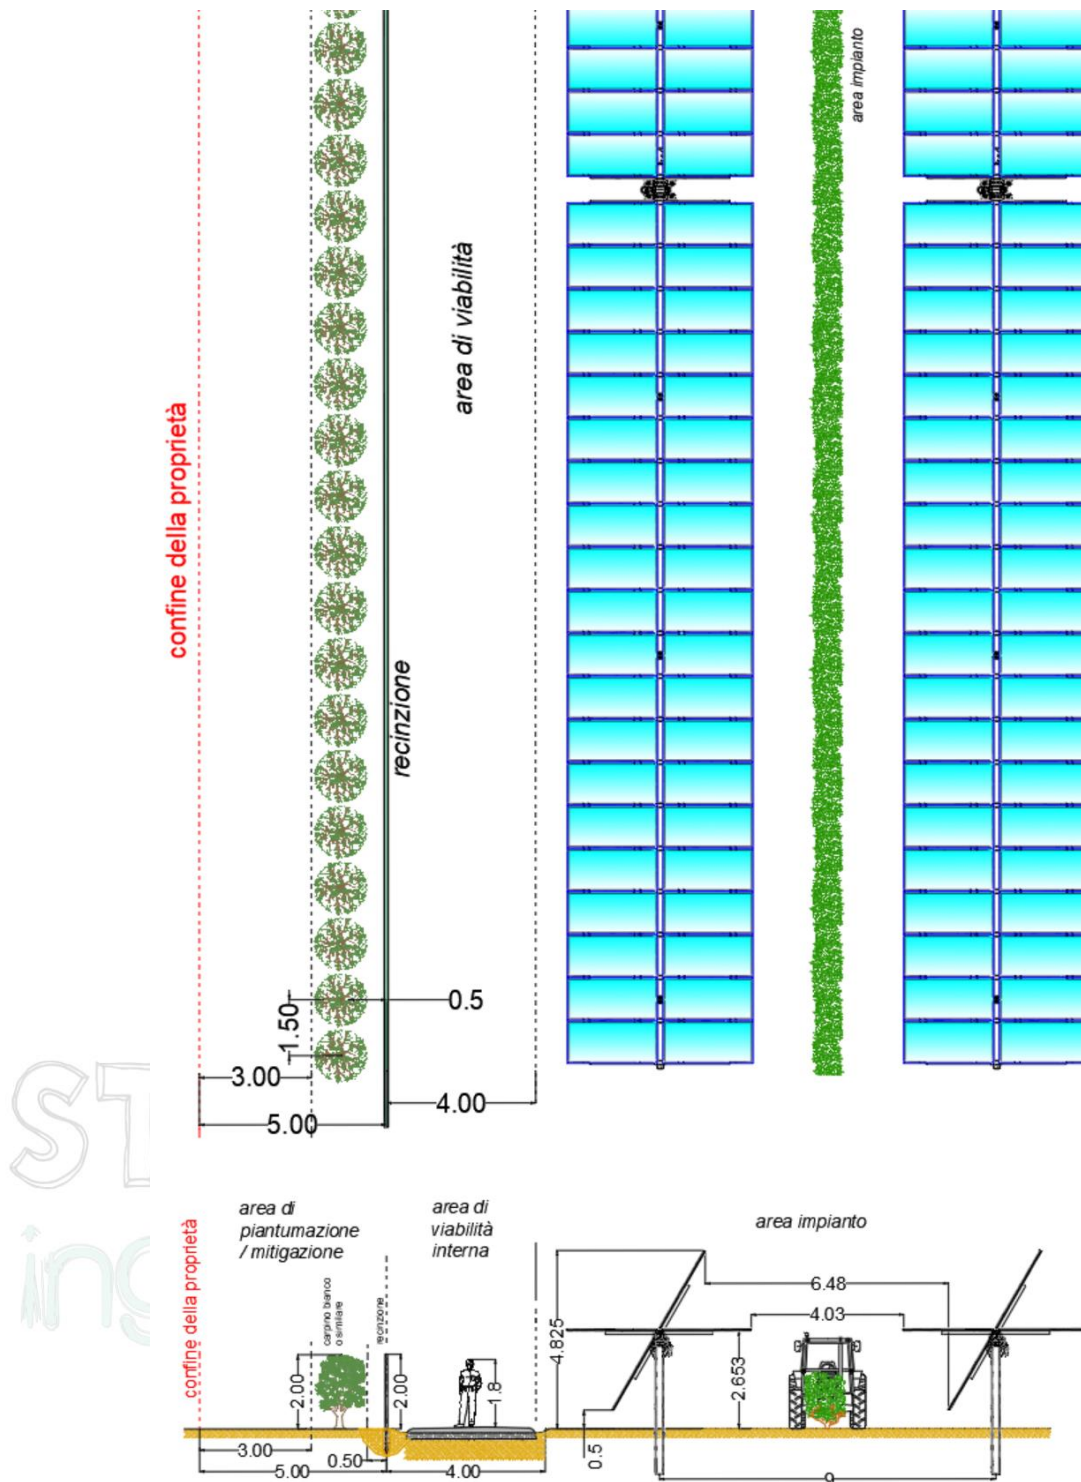 area impianto
area di viabilità
confine della proprietà
recinzione
0.5
1.50
3.00
4.00
5.00
ST
ing
area di
piantumazione
/ mitigazione
area di
viabilità
interna
area impianto
confine della proprietà
carpino bianco
o similare
recinzione
6.48
4.03
4.825
2.653
2.00
2.00
1.8
0.5
3.00
0.50
5.00
4.00
9